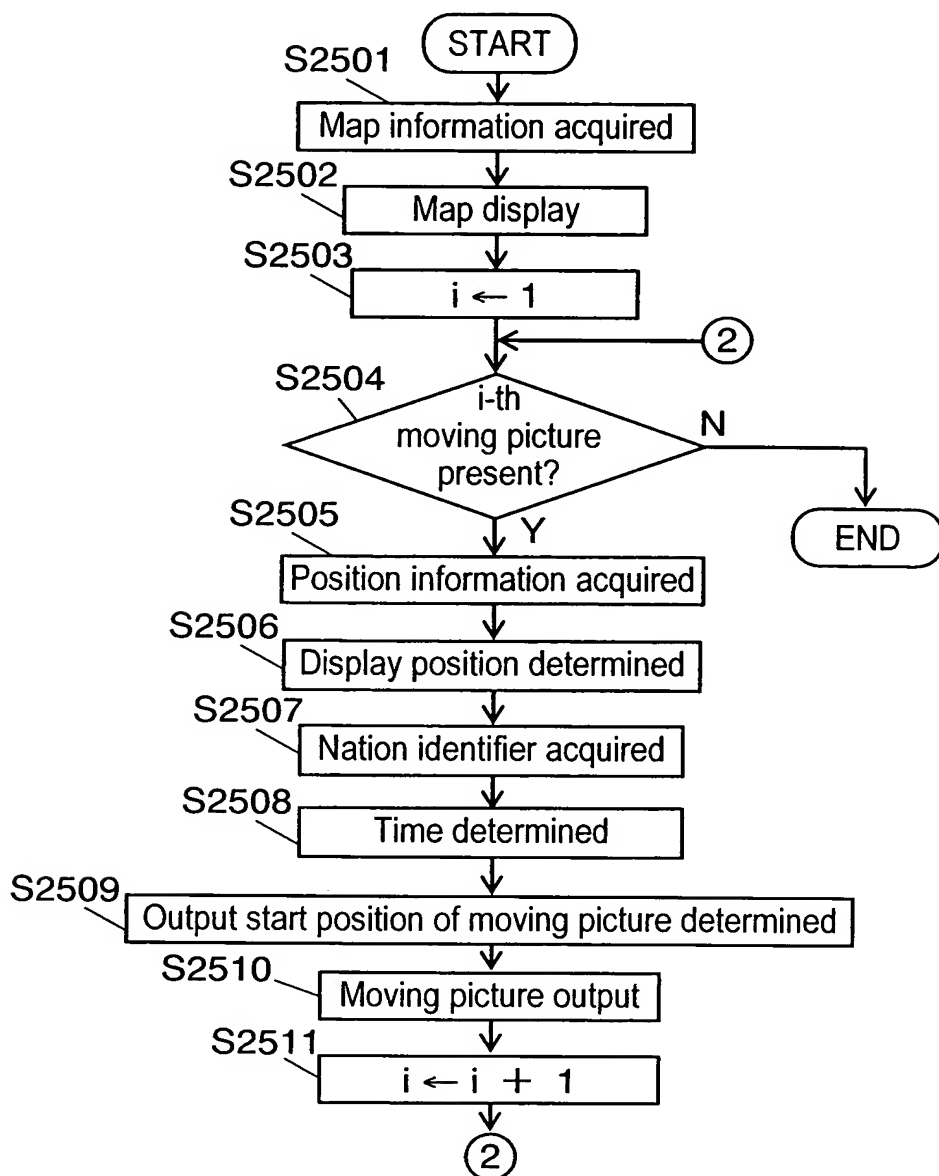 START
S2501
Map information acquired
S2502
Map display
S2503
i ← 1
2
S2504
i-th
moving picture
present?
N
END
Y
S2505
Position information acquired
S2506
Display position determined
S2507
Nation identifier acquired
S2508
Time determined
S2509
Output start position of moving picture determined
S2510
Moving picture output
S2511
i ← i + 1
2